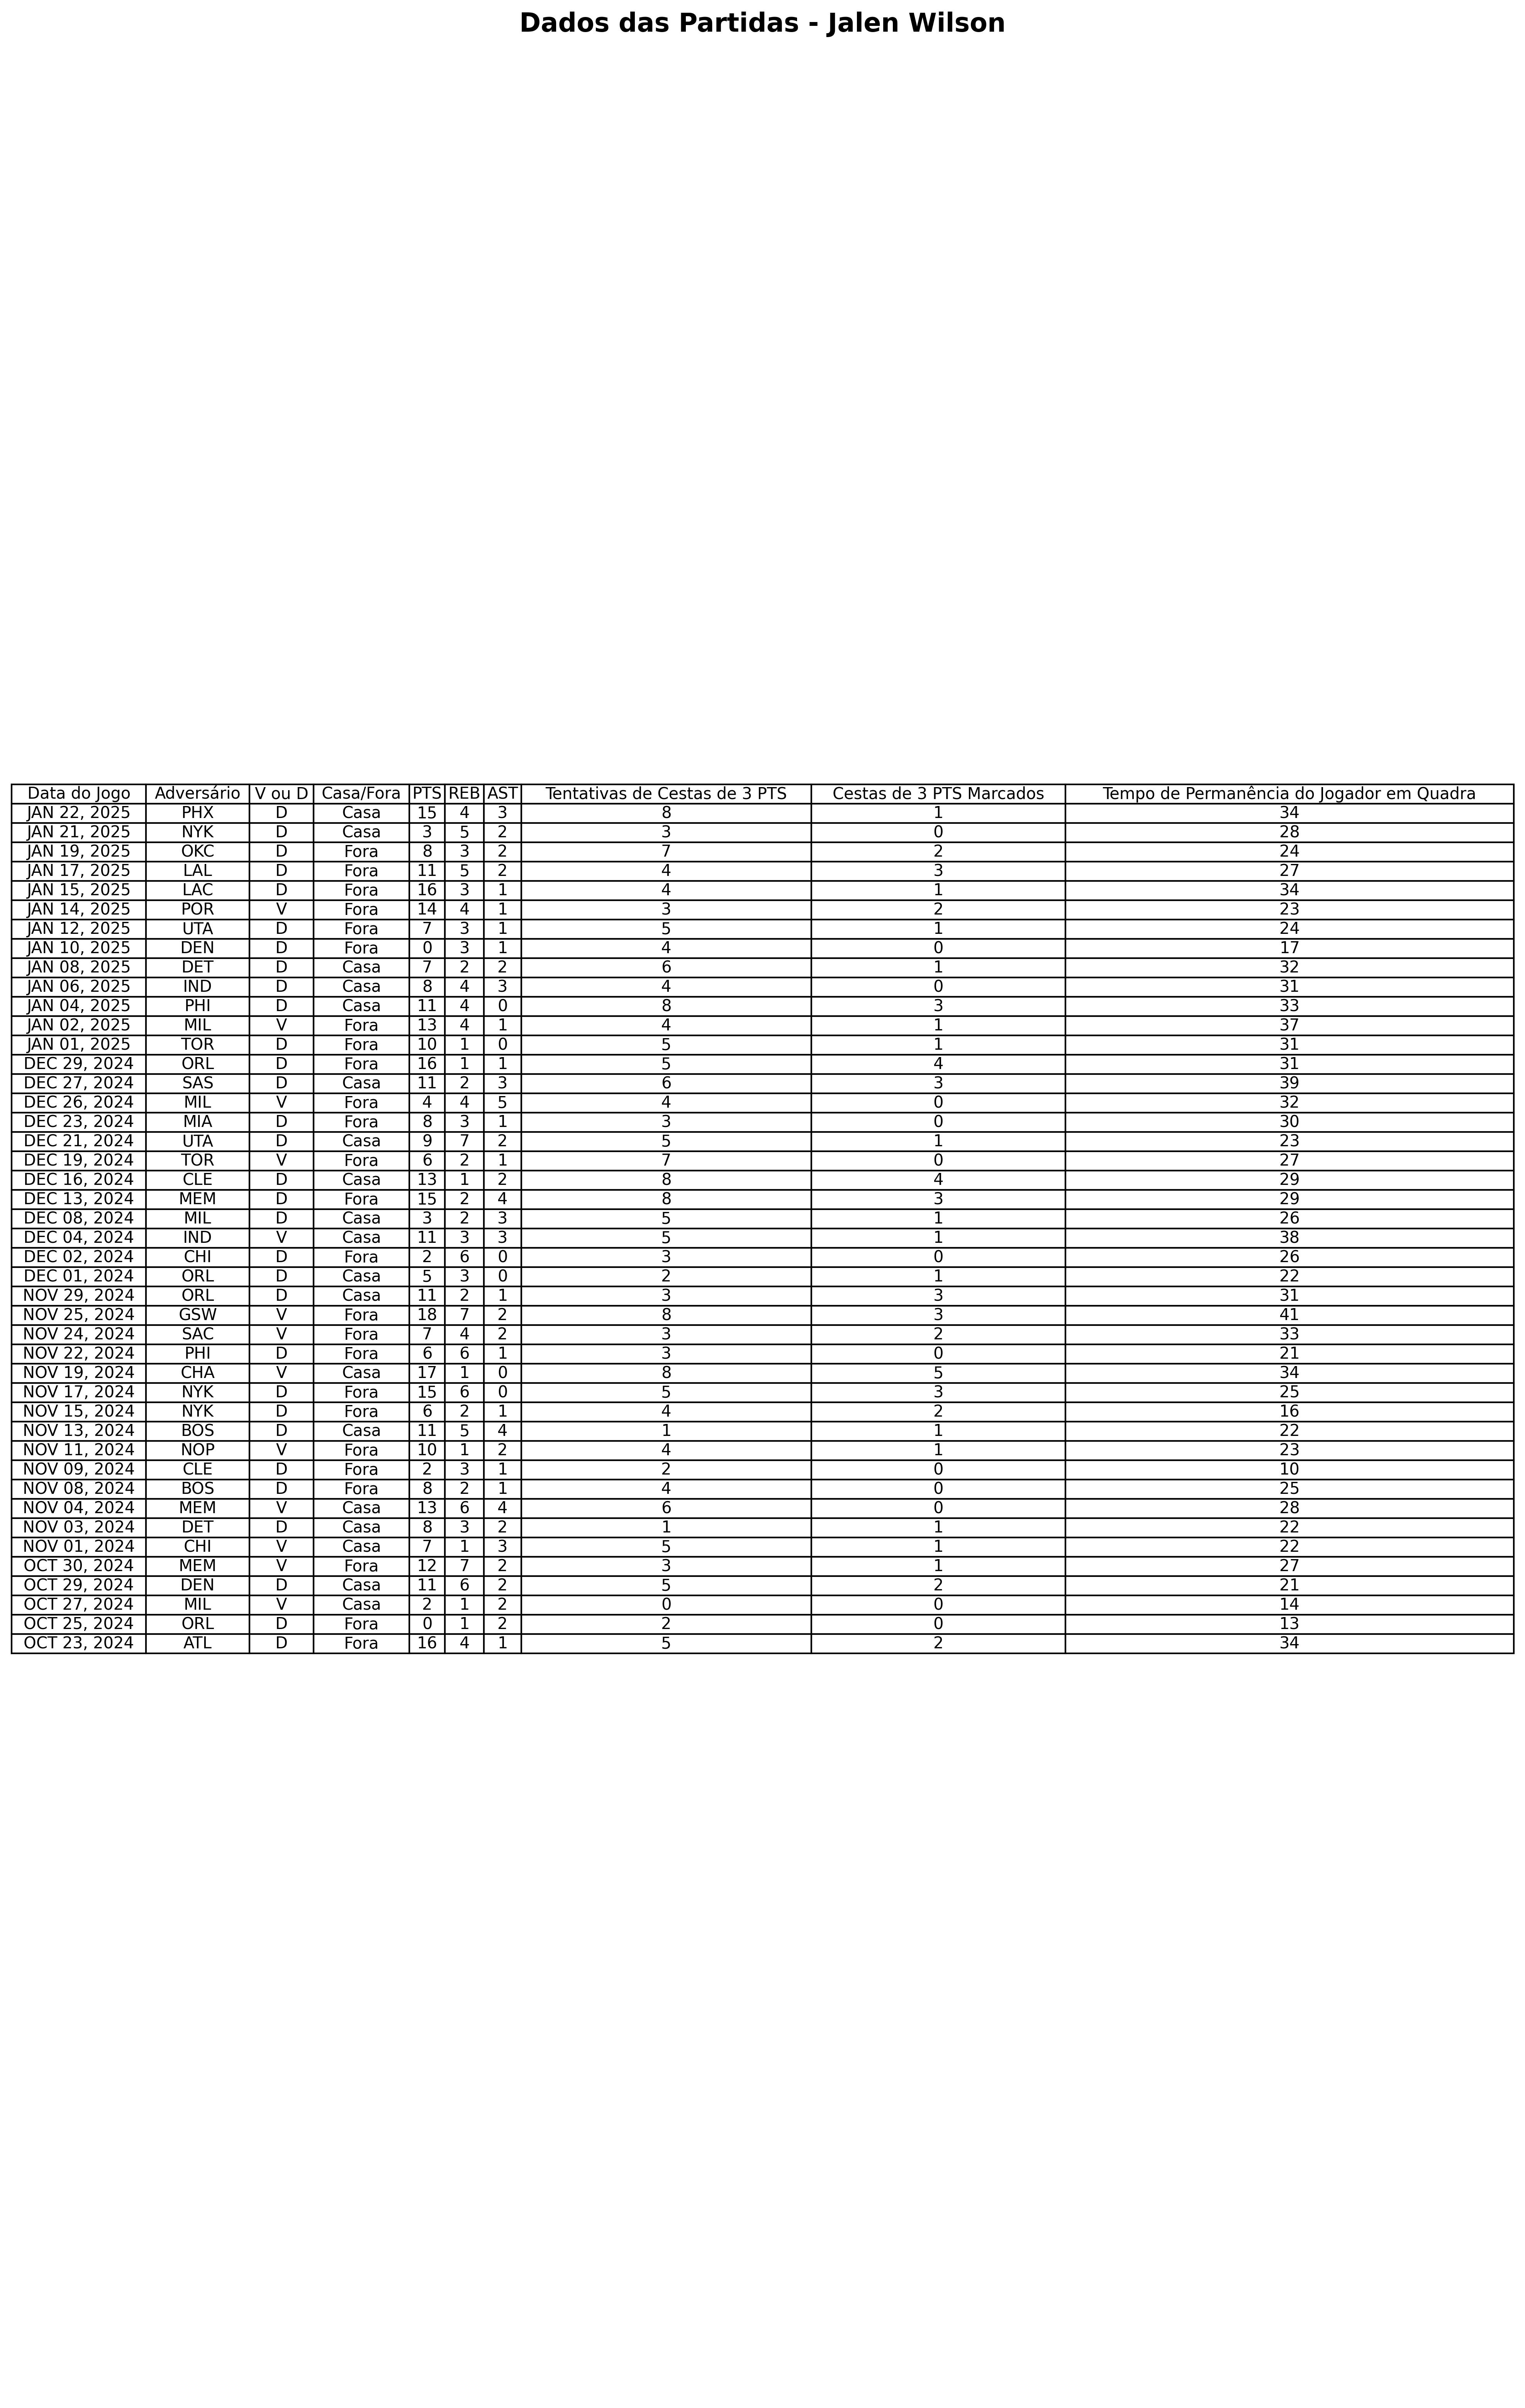 Dados das Partidas - Jalen Wilson
Data do Jogo Adversário V ou D Casa/Fora PTS REB AST Tentativas de Cestas de 3 PTS Cestas de 3 PTS Marcados Tempo de Permanência do Jogador em Quadra
JAN 22, 2025 PHX D Casa 15 4 3 8 1 34
JAN 21, 2025 NYK D Casa 3 5 2 3 0 28
JAN 19, 2025 OKC D Fora 8 3 2 7 2 24
JAN 17, 2025 LAL D Fora 11 5 2 4 3 27
JAN 15, 2025 LAC D Fora 16 3 1 4 1 34
JAN 14, 2025 POR V Fora 14 4 1 3 2 23
JAN 12, 2025 UTA D Fora 7 3 1 5 1 24
JAN 10, 2025 DEN D Fora 0 3 1 4 0 17
JAN 08, 2025 DET D Casa 7 2 2 6 1 32
JAN 06, 2025 IND D Casa 8 4 3 4 0 31
JAN 04, 2025 PHI D Casa 11 4 0 8 3 33
JAN 02, 2025 MIL V Fora 13 4 1 4 1 37
JAN 01, 2025 TOR D Fora 10 1 0 5 1 31
DEC 29, 2024 ORL D Fora 16 1 1 5 4 31
DEC 27, 2024 SAS D Casa 11 2 3 6 3 39
DEC 26, 2024 MIL V Fora 4 4 5 4 0 32
DEC 23, 2024 MIA D Fora 8 3 1 3 0 30
DEC 21, 2024 UTA D Casa 9 7 2 5 1 23
DEC 19, 2024 TOR V Fora 6 2 1 7 0 27
DEC 16, 2024 CLE D Casa 13 1 2 8 4 29
DEC 13, 2024 MEM D Fora 15 2 4 8 3 29
DEC 08, 2024 MIL D Casa 3 2 3 5 1 26
DEC 04, 2024 IND V Casa 11 3 3 5 1 38
DEC 02, 2024 CHI D Fora 2 6 0 3 0 26
DEC 01, 2024 ORL D Casa 5 3 0 2 1 22
NOV 29, 2024 ORL D Casa 11 2 1 3 3 31
NOV 25, 2024 GSW V Fora 18 7 2 8 3 41
NOV 24, 2024 SAC V Fora 7 4 2 3 2 33
NOV 22, 2024 PHI D Fora 6 6 1 3 0 21
NOV 19, 2024 CHA V Casa 17 1 0 8 5 34
NOV 17, 2024 NYK D Fora 15 6 0 5 3 25
NOV 15, 2024 NYK D Fora 6 2 1 4 2 16
NOV 13, 2024 BOS D Casa 11 5 4 1 1 22
NOV 11, 2024 NOP V Fora 10 1 2 4 1 23
NOV 09, 2024 CLE D Fora 2 3 1 2 0 10
NOV 08, 2024 BOS D Fora 8 2 1 4 0 25
NOV 04, 2024 MEM V Casa 13 6 4 6 0 28
NOV 03, 2024 DET D Casa 8 3 2 1 1 22
NOV 01, 2024 CHI V Casa 7 1 3 5 1 22
OCT 30, 2024 MEM V Fora 12 7 2 3 1 27
OCT 29, 2024 DEN D Casa 11 6 2 5 2 21
OCT 27, 2024 MIL V Casa 2 1 2 0 0 14
OCT 25, 2024 ORL D Fora 0 1 2 2 0 13
OCT 23, 2024 ATL D Fora 16 4 1 5 2 34